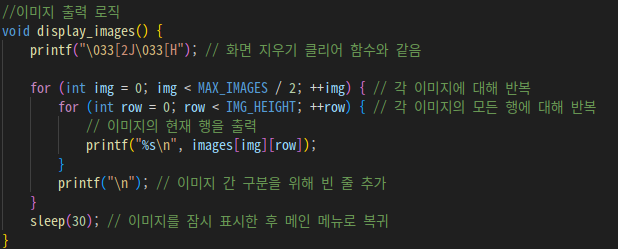 //이미지 출력 로직
void display_images() {
    printf("\033[2J\033[H"); // 화면 지우기 클리어 함수와 같음

    for (int img = 0; img < MAX_IMAGES / 2; ++img) { // 각 이미지에 대해 반복
        for (int row = 0; row < IMG_HEIGHT; ++row) { // 각 이미지의 모든 행에 대해 반복
            // 이미지의 현재 행을 출력
            printf("%s\n", images[img][row]);
        }
        printf("\n"); // 이미지 간 구분을 위해 빈 줄 추가
    }
    sleep(30); // 이미지를 잠시 표시한 후 메인 메뉴로 복귀
}